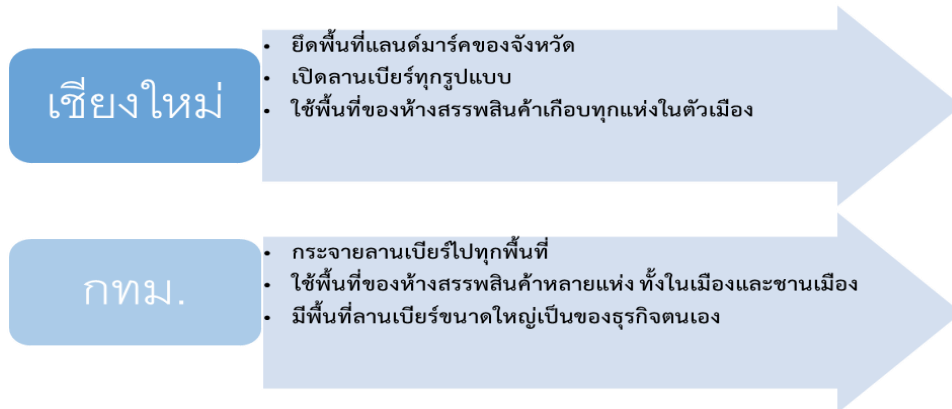 เชียงใหม่
• ยึดพื้นที่แลนด์มาร์คของจังหวัด
• เปิดลานเบียร์ทุกรูปแบบ
• ใช้พื้นที่ของห้างสรรพสินค้าเกือบทุกแห่งในตัวเมือง
กทม.
• กระจายลานเบียร์ไปทุกพื้นที่
• ใช้พื้นที่ของห้างสรรพสินค้าหลายแห่ง ทั้งในเมืองและชานเมือง
• มีพื้นที่ลานเบียร์ขนาดใหญ่เป็นของธุรกิจตนเอง